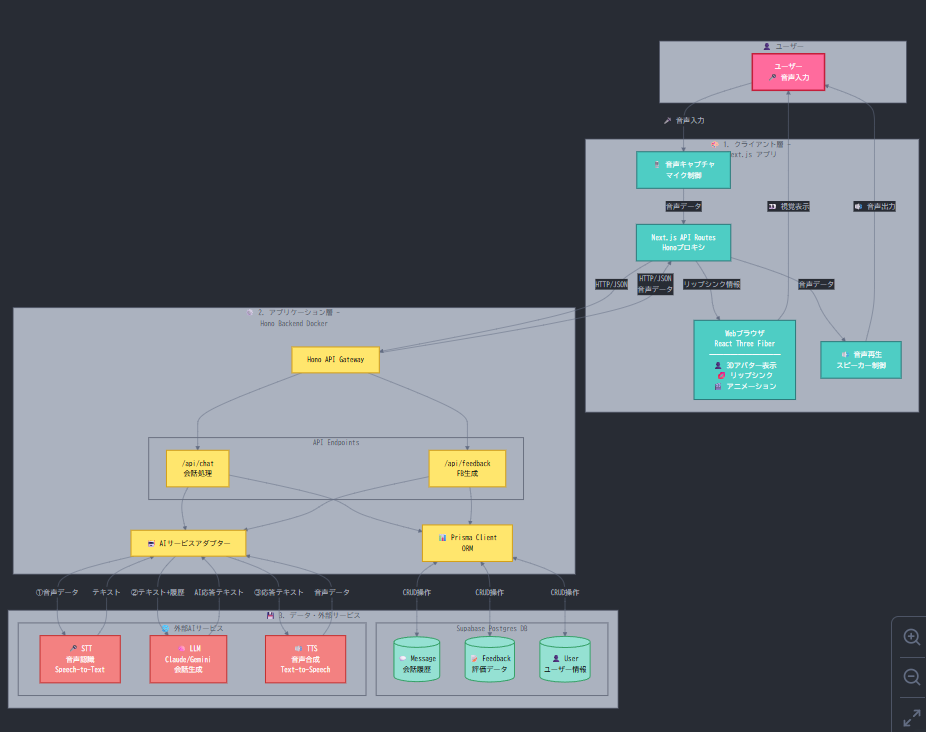 ユーザー
ユーザー
音声入力
音声入力
1. クライアント層 -
ext.js アプリ
音声キャプチャ
マイク制御
音声データ
視覚表示
音声出力
Next.js API Routes
Honoプロキシ
HTTP/JSON
HTTP/JSON
音声データ
リップシンク情報
音声データ
Webブラウザ
React Three Fiber
3Dアバター表示
リップシンク
アニメーション
音声再生
スピーカー制御
2. アプリケーション層 -
Hono Backend Docker
Hono API Gateway
API Endpoints
/api/chat
会話処理
/api/feedback
FB生成
AIサービスアダプター
Prisma Client
ORM
①音声データ
テキスト
②テキスト+履歴
AI応答テキスト
③応答テキスト
音声データ
CRUD操作
CRUD操作
CRUD操作
3. データ・外部サービス
外部AIサービス
STT
音声認識
Speech-to-Text
LLM
Claude/Gemini
会話生成
TTS
音声合成
Text-to-Speech
Supabase Postgres DB
Message
会話履歴
Feedback
評価データ
User
ユーザー情報